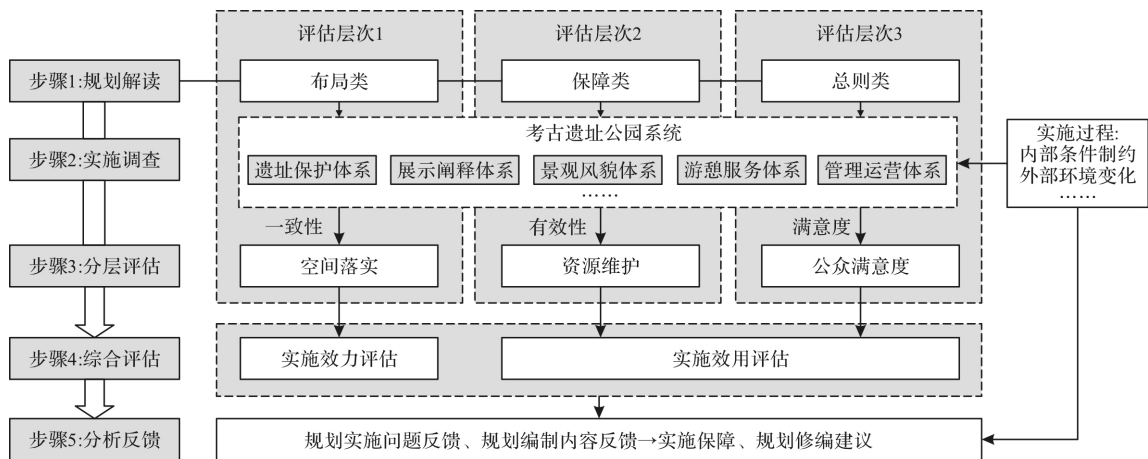 评估层次1
评估层次2
评估层次3
步骤1:规划解读
布局类
保障类
总则类
考古遗址公园系统
步骤2:实施调查
遗址保护体系
展示阐释体系
景观风貌体系
游憩服务体系
管理运营体系
……
实施过程:
内部条件制约
外部环境变化
……
一致性
有效性
满意度
步骤3:分层评估
空间落实
资源维护
公众满意度
步骤4:综合评估
实施效力评估
实施效用评估
步骤5:分析反馈
规划实施问题反馈、规划编制内容反馈→实施保障、规划修编建议